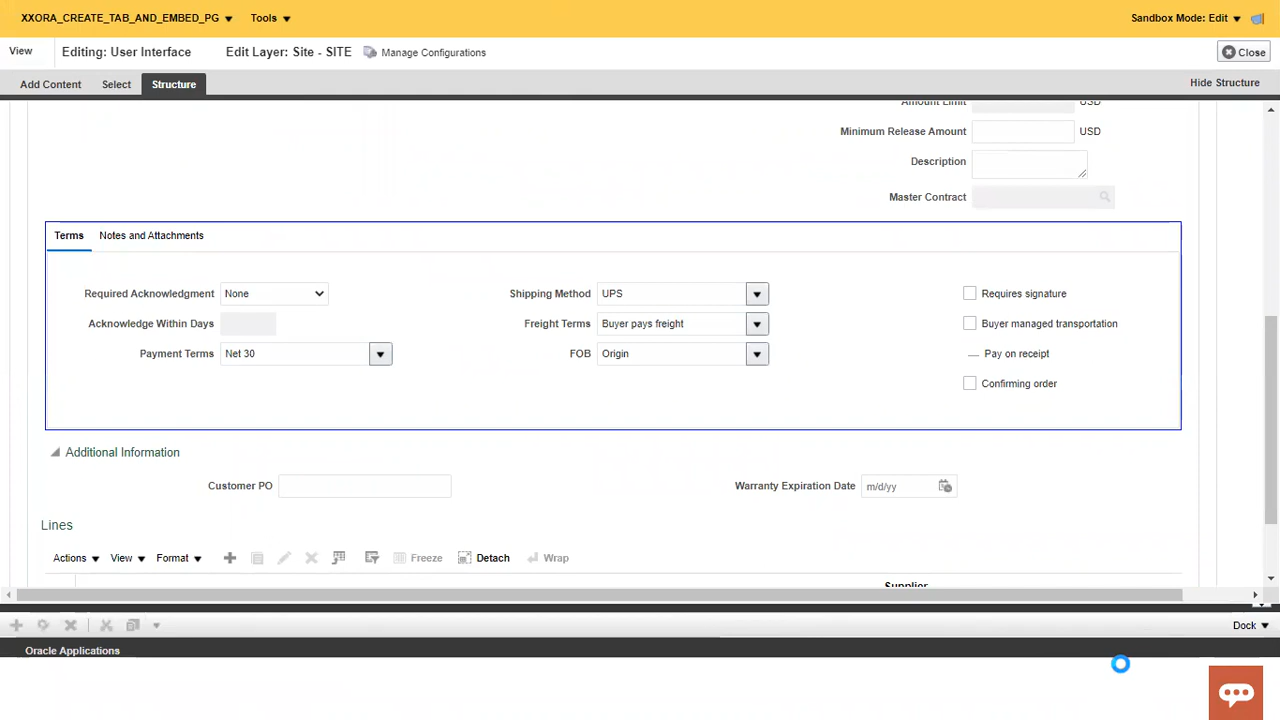 XXORA_CREATE_TAB_AND_EMBED_PG Tools Sandbox Mode: Edit
View Editing: User Interface Edit Layer: Site - SITE Manage Configurations Close
Add Content Select Structure Hide Structure
Amount Limit USD
Minimum Release Amount USD
Description
Master Contract
Terms Notes and Attachments
Required Acknowledgment None Shipping Method UPS Requires signature
Acknowledge Within Days Freight Terms Buyer pays freight Buyer managed transportation
Payment Terms Net 30 FOB Origin Pay on receipt
Confirming order
Additional Information
Customer PO Warranty Expiration Date m/d/yy
Lines
Actions View Format Freeze Detach Wrap
Supplier
Dock
Oracle Applications